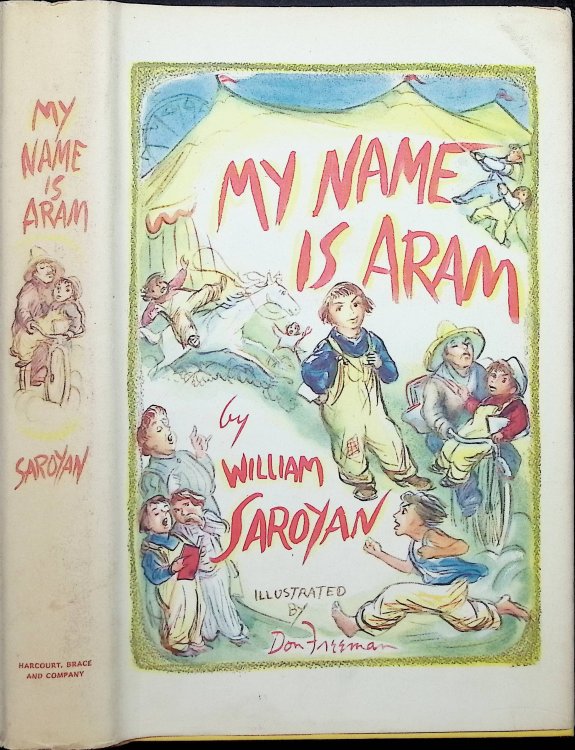 MY
NAME
IS
ARAM
SAROYAN
HARCOURT, BRACE
AND COMPANY
MY NAME
IS ARAM
by
WILLIAM
SAROYAN
ILLUSTRATED
BY
Don Freeman